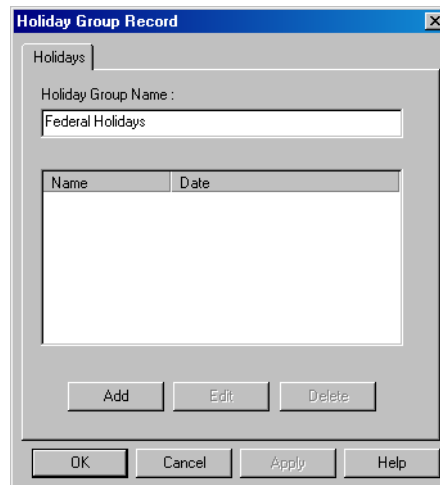 Holiday Group Record
Holidays
Holiday Group Name :
Federal Holidays
Name Date
Add Edit Delete
OK Cancel Apply Help